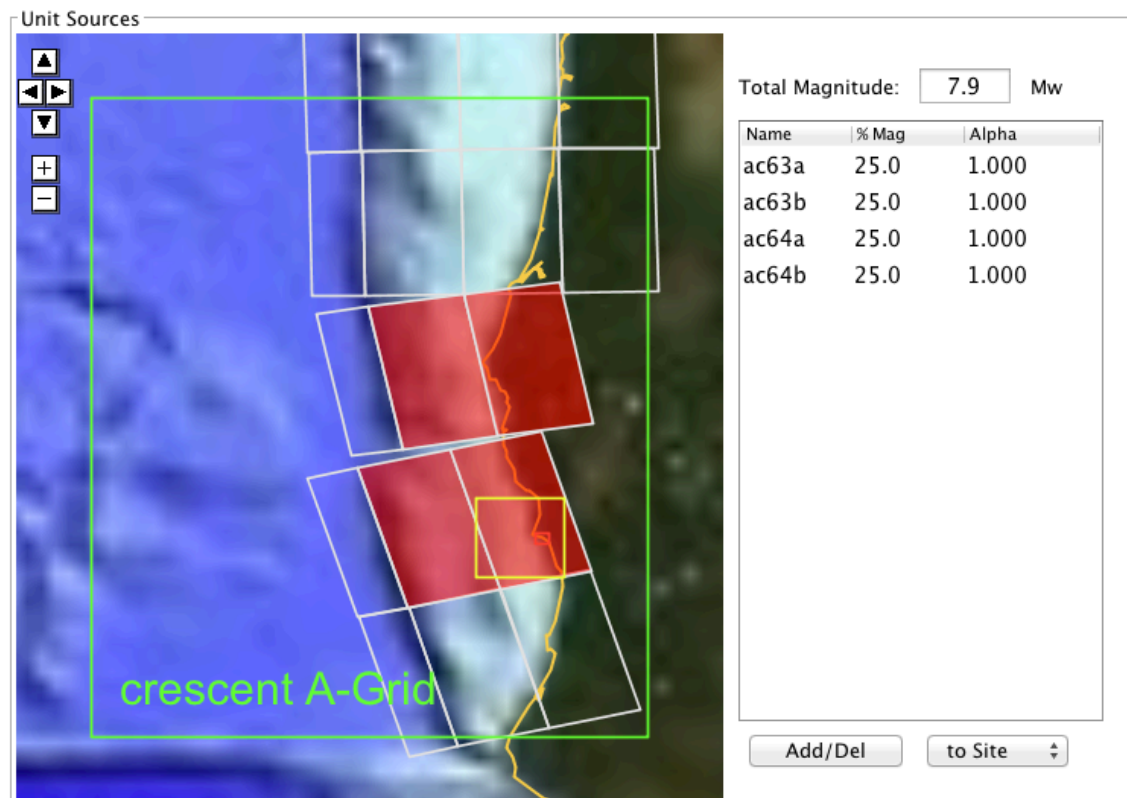 Unit Sources
Total Magnitude: 7.9 Mw
Name % Mag Alpha
ac63a 25.0 1.000
ac63b 25.0 1.000
ac64a 25.0 1.000
ac64b 25.0 1.000
crescent A-Grid
Add/Del to Site